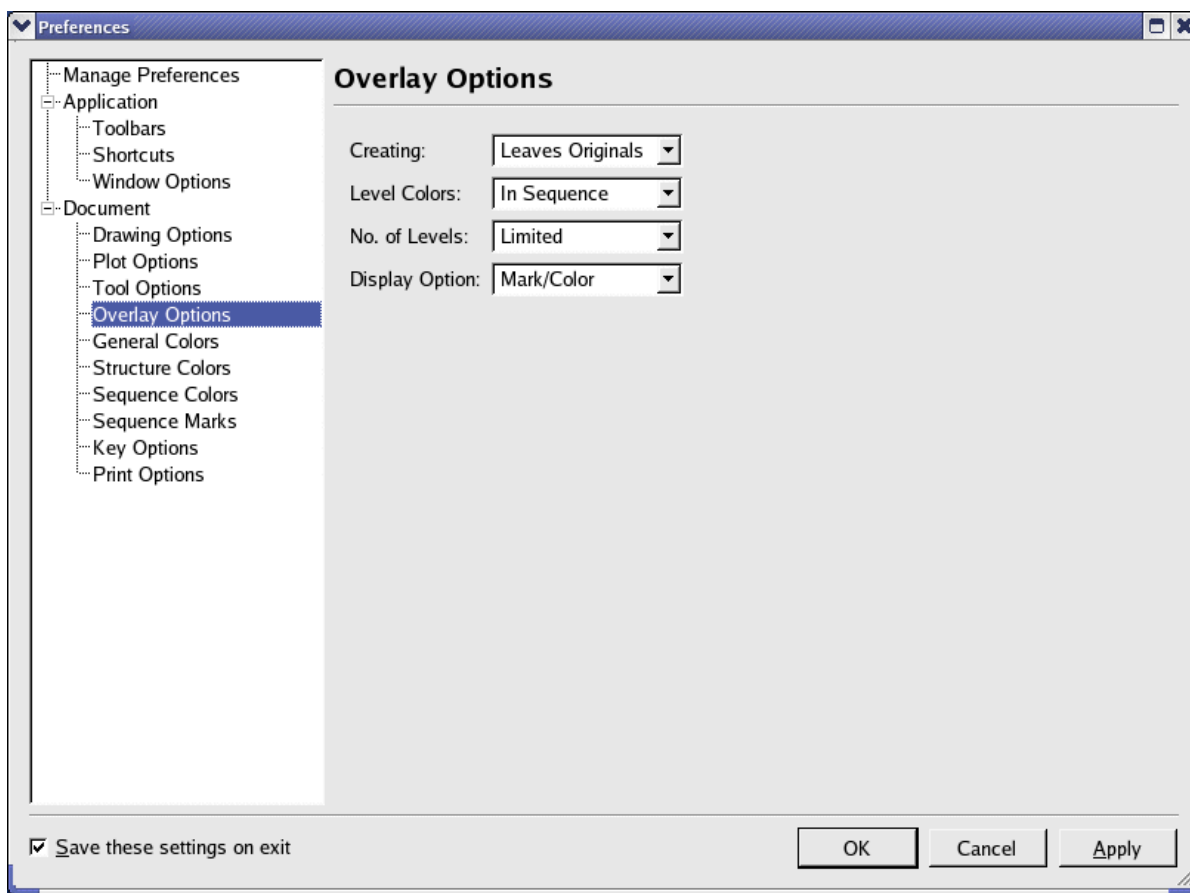 Preferences
Manage Preferences
Application
Toolbars
Shortcuts
Window Options
Document
Drawing Options
Plot Options
Tool Options
Overlay Options
General Colors
Structure Colors
Sequence Colors
Sequence Marks
Key Options
Print Options
Overlay Options
Creating: Leaves Originals
Level Colors: In Sequence
No. of Levels: Limited
Display Option: Mark/Color
Save these settings on exit
OK Cancel Apply